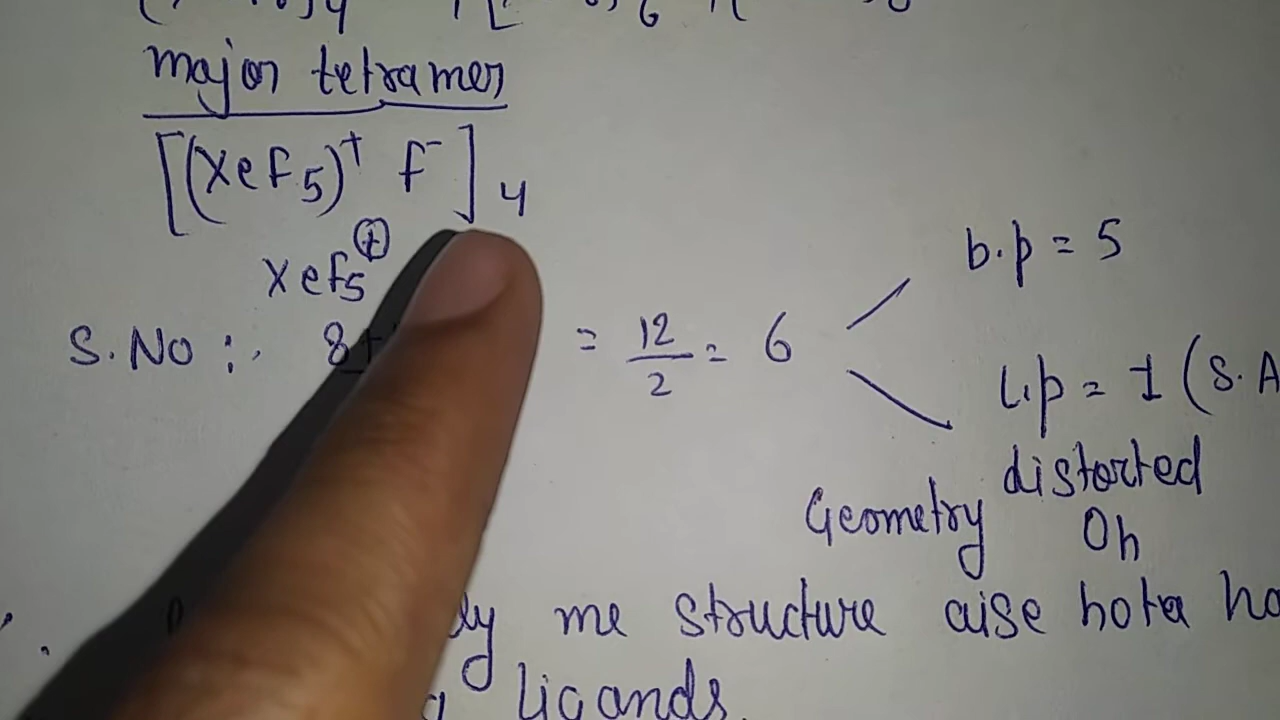 major tetramer
[(Xef5)+ f-]4
Xef5+
S.No :- 8+ = 12/2 = 6
b.p = 5
l.p = 1 (S.A
distorted
Geometry Oh
me structure aise hota
ligands.